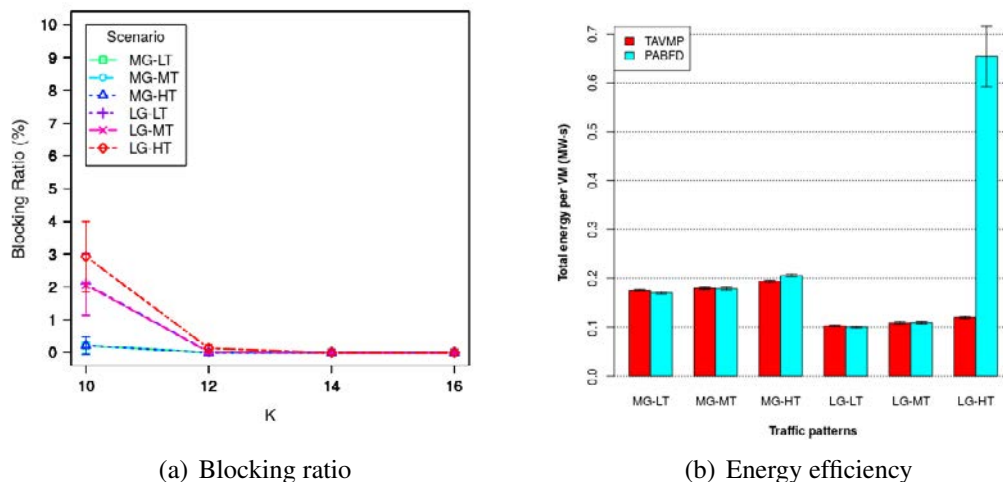 10
9
8
7
6
5
4
3
2
1
0
Blocking Ratio (%)
Scenario
MG-LT
MG-MT
MG-HT
LG-LT
LG-MT
LG-HT
10
12
14
16
K
(a) Blocking ratio
0.7
0.6
0.5
0.4
0.3
0.2
0.1
0.0
Total energy per VM (MW-s)
TAVMP
PABFD
MG-LT
MG-MT
MG-HT
LG-LT
LG-MT
LG-HT
Traffic patterns
(b) Energy efficiency